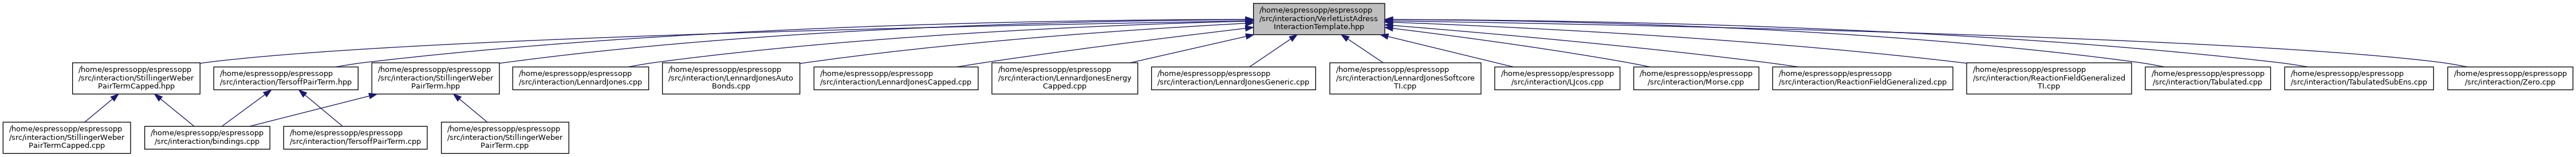 /home/espressopp/espressopp
/src/interaction/VerletListAdress
InteractionTemplate.hpp
/home/espressopp/espressopp
/src/interaction/StillingerWeber
PairTermCapped.hpp
/home/espressopp/espressopp
/src/interaction/TersoffPairTerm.hpp
/home/espressopp/espressopp
/src/interaction/StillingerWeber
PairTerm.hpp
/home/espressopp/espressopp
/src/interaction/LennardJones.cpp
/home/espressopp/espressopp
/src/interaction/LennardJonesAuto
Bonds.cpp
/home/espressopp/espressopp
/src/interaction/LennardJonesCapped.cpp
/home/espressopp/espressopp
/src/interaction/LennardJonesEnergy
Capped.cpp
/home/espressopp/espressopp
/src/interaction/LennardJonesGeneric.cpp
/home/espressopp/espressopp
/src/interaction/LennardJonesSoftcore
TI.cpp
/home/espressopp/espressopp
/src/interaction/LJcos.cpp
/home/espressopp/espressopp
/src/interaction/Morse.cpp
/home/espressopp/espressopp
/src/interaction/ReactionFieldGeneralized.cpp
/home/espressopp/espressopp
/src/interaction/ReactionFieldGeneralized
TI.cpp
/home/espressopp/espressopp
/src/interaction/Tabulated.cpp
/home/espressopp/espressopp
/src/interaction/TabulatedSubEns.cpp
/home/espressopp/espressopp
/src/interaction/Zero.cpp
/home/espressopp/espressopp
/src/interaction/StillingerWeber
PairTermCapped.cpp
/home/espressopp/espressopp
/src/interaction/bindings.cpp
/home/espressopp/espressopp
/src/interaction/TersoffPairTerm.cpp
/home/espressopp/espressopp
/src/interaction/StillingerWeber
PairTerm.cpp